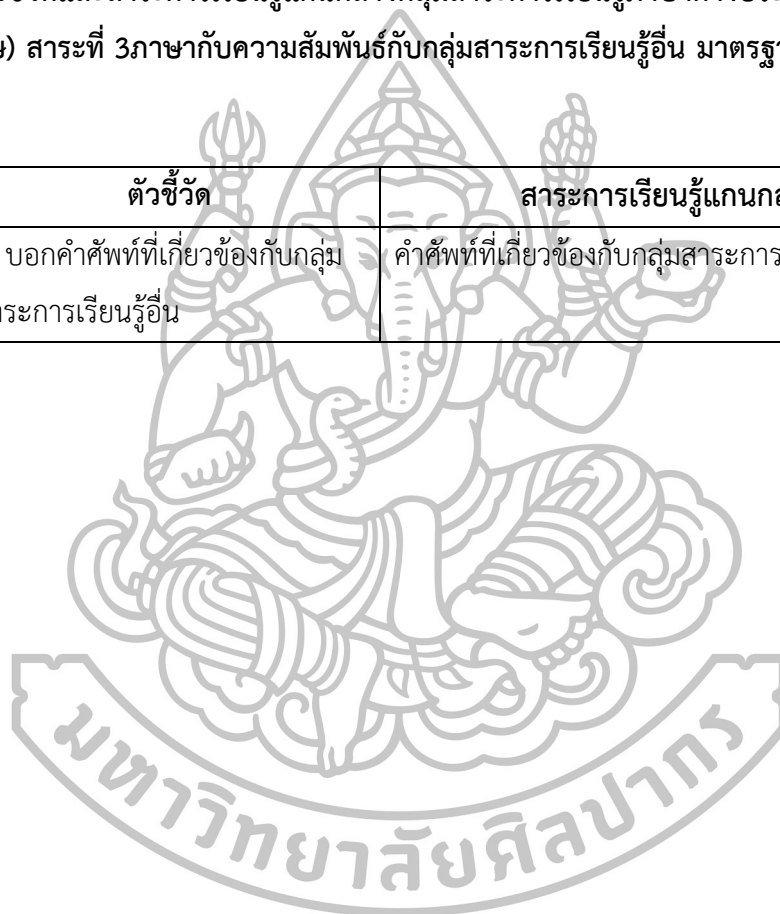 ษ) สาระที่ 3ภาษากับความสัมพันธ์กับกลุ่มสาระการเรียนรู้อื่น มาตรฐา
ตัวชี้วัด สาระการเรียนรู้แกนกล
บอกคำศัพท์ที่เกี่ยวข้องกับกลุ่ม คำศัพท์ที่เกี่ยวข้องกับกลุ่มสาระการ
าระการเรียนรู้อื่น
มหาวิทยาลัยศิลปากร